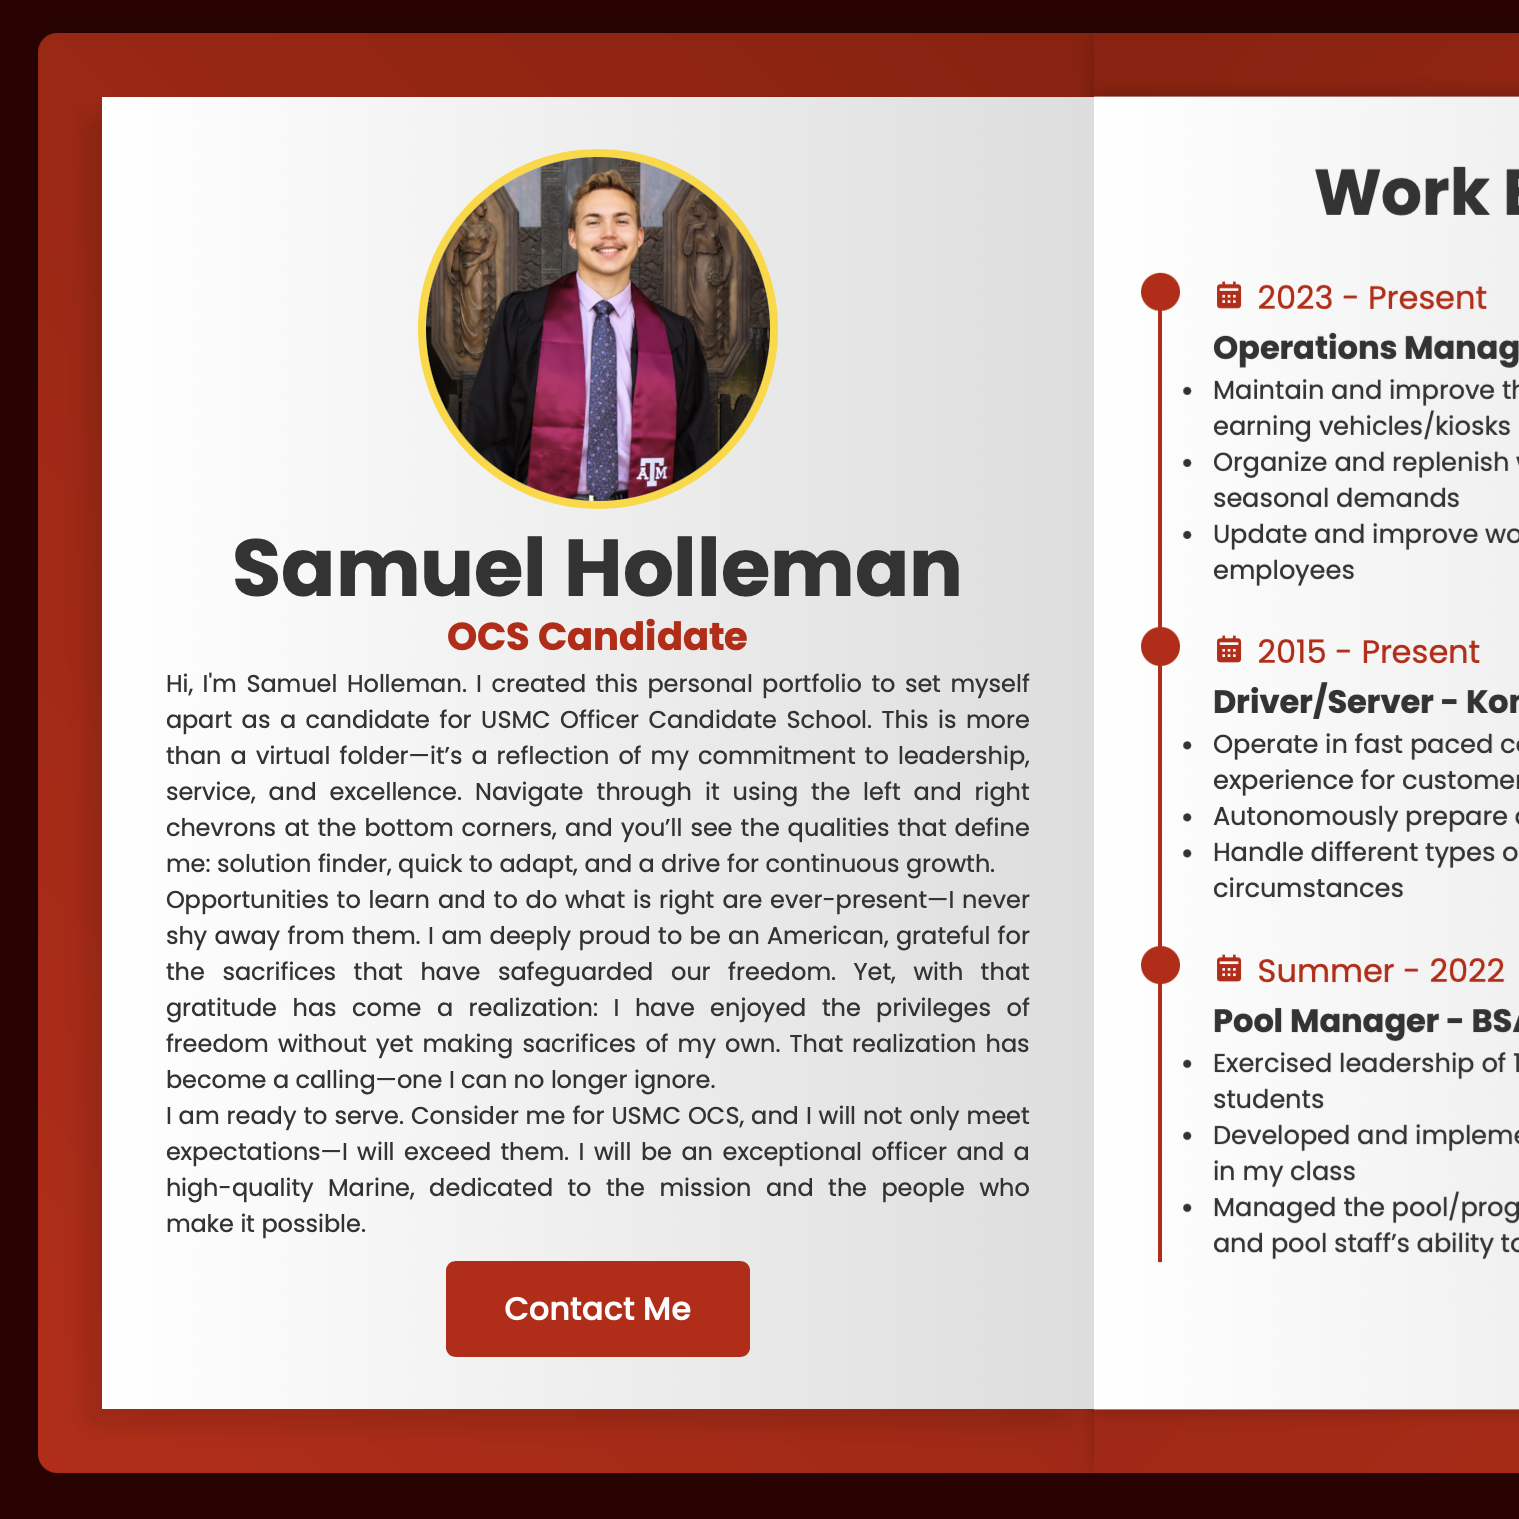 ATM
Samuel Holleman
OCS Candidate
Hi, I'm Samuel Holleman. I created this personal portfolio to set myself
apart as a candidate for USMC Officer Candidate School. This is more
than a virtual folder—it’s a reflection of my commitment to leadership,
service, and excellence. Navigate through it using the left and right
chevrons at the bottom corners, and you’ll see the qualities that define
me: solution finder, quick to adapt, and a drive for continuous growth.
Opportunities to learn and to do what is right are ever-present—I never
shy away from them. I am deeply proud to be an American, grateful for
the sacrifices that have safeguarded our freedom. Yet, with that
gratitude has come a realization: I have enjoyed the privileges of
freedom without yet making sacrifices of my own. That realization has
become a calling—one I can no longer ignore.
I am ready to serve. Consider me for USMC OCS, and I will not only meet
expectations—I will exceed them. I will be an exceptional officer and a
high-quality Marine, dedicated to the mission and the people who
make it possible.
Contact Me
Work
2023 - Present
Operations
• Maintain and improve
earning vehicles/kiosks
• Organize and replenish
seasonal demands
• Update and improve
employees
2015 - Present
Driver/Server -
• Operate in fast paced
experience for
• Autonomously prepare
• Handle different types
circumstances
Summer - 2022
Pool Manager -
• Exercised leadership of
students
• Developed and
in my class
• Managed the
and pool staff’s ability